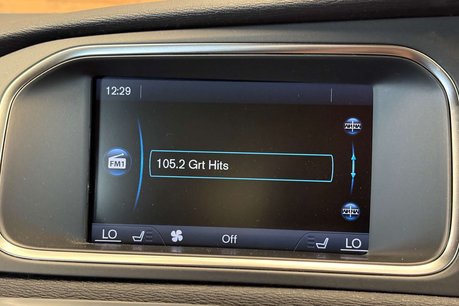 12:29
FM1
105.2 Grt Hits
LO Off LO